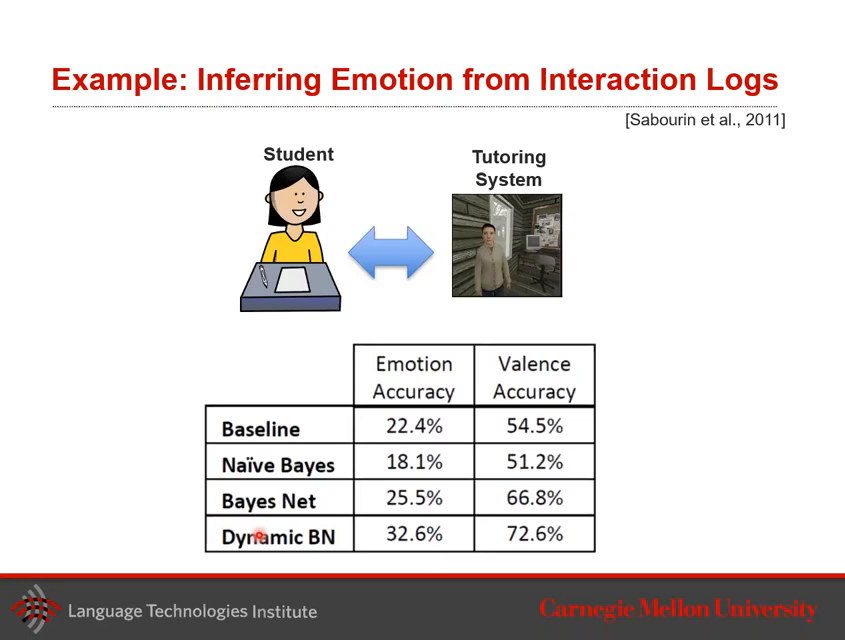 Example: Inferring Emotion from Interaction Logs
[Sabourin et al., 2011]
Student
Tutoring
System
Emotion Accuracy
Valence Accuracy
Baseline 22.4% 54.5%
Naïve Bayes 18.1% 51.2%
Bayes Net 25.5% 66.8%
Dynamic BN 32.6% 72.6%
Language Technologies Institute
Carnegie Mellon University